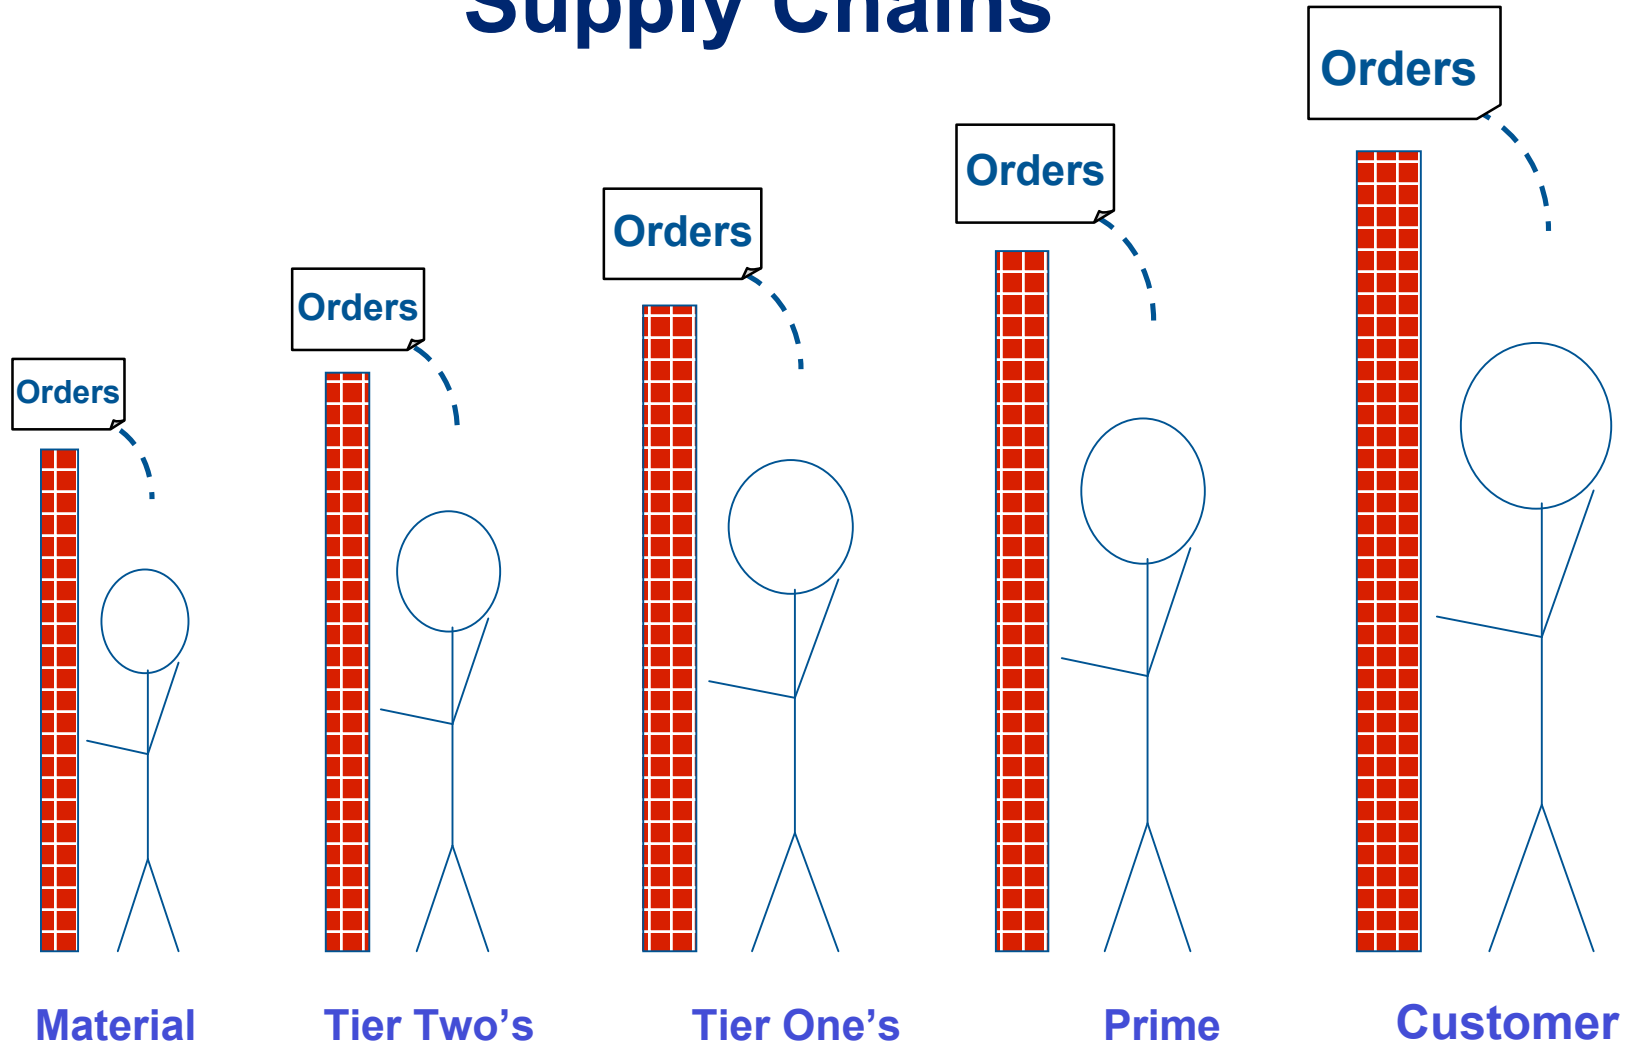 Supply Chains
Orders
Orders
Orders
Orders
Orders
Material
Tier Two’s
Tier One’s
Prime
Customer